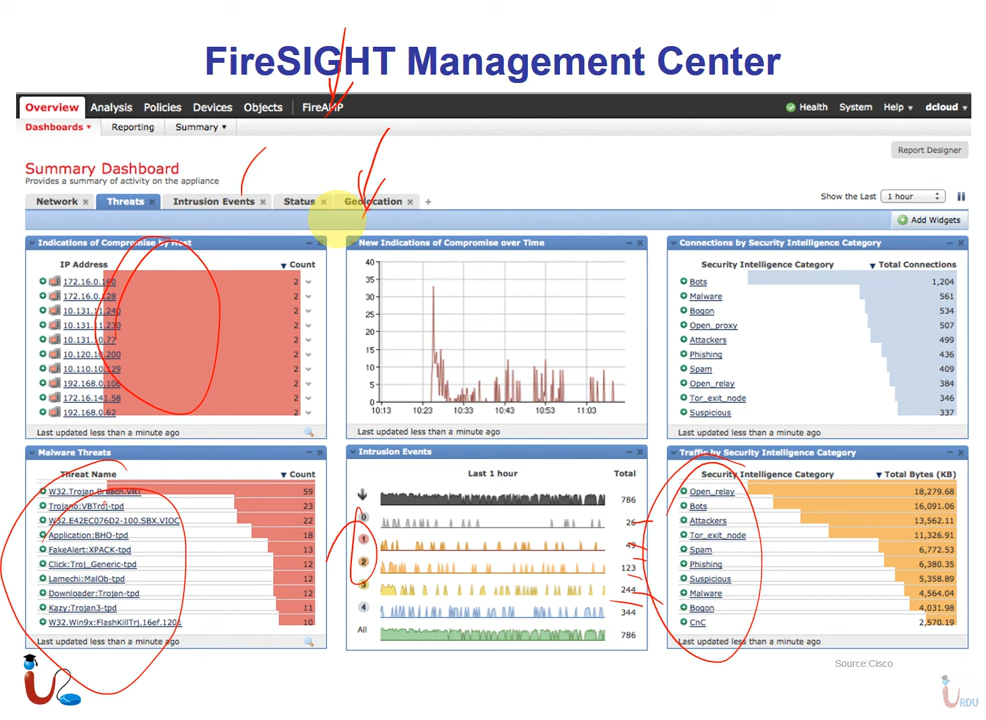 FireSIGHT Management Center
Overview Analysis Policies Devices Objects FireAMP Health System Help dcloud
Dashboards Reporting Summary
Report Designer
Summary Dashboard
Provides a summary of activity on the appliance
Show the Last 1 hour
Network Threats Intrusion Events Status Geolocation +
Add Widgets
Indications of Compromise by Host
IP Address Count
172.16.0.160 2
172.16.0.128 2
10.131.11.240 2
10.131.11.230 2
10.131.10.77 2
10.120.10.200 2
10.110.10.129 2
192.168.0.106 2
172.16.141.58 2
192.168.0.62 2
Last updated less than a minute ago
New Indications of Compromise over Time
40
35
30
25
20
15
10
5
0
10:13 10:23 10:33 10:43 10:53 11:03
Last updated less than a minute ago
Connections by Security Intelligence Category
Security Intelligence Category Total Connections
Bots 1,204
Malware 561
Bogon 534
Open_proxy 507
Attackers 499
Phishing 436
Spam 409
Open_relay 384
Tor_exit_node 346
Suspicious 337
Last updated less than a minute ago
Malware Threats
Threat Name Count
W32.Trojan.Breach.VRT 59
Trojano:VBTroj-tpd 23
W32.E42EC076D2-100.SBX.VIOC 22
Application:BHO-tpd 18
FakeAlert:XPACK-tpd 13
Click:Troj_Generic-tpd 12
Lamechi:MalOb-tpd 12
Downloader:Trojan-tpd 12
Kazy:Trojan3-tpd 11
W32.Win9x:FlashKillTrj.16ef.1201 10
Last updated less than a minute ago
Intrusion Events
Last 1 hour Total
786
0 26
1 49
2 123
3 244
4 344
All 786
Traffic by Security Intelligence Category
Security Intelligence Category Total Bytes (KB)
Open_relay 18,279.68
Bots 16,091.06
Attackers 13,562.11
Tor_exit_node 11,326.91
Spam 6,772.53
Phishing 6,380.35
Suspicious 5,358.89
Malware 4,564.04
Bogon 4,031.98
CnC 2,570.19
Last updated less than a minute ago
Source:Cisco
URDU